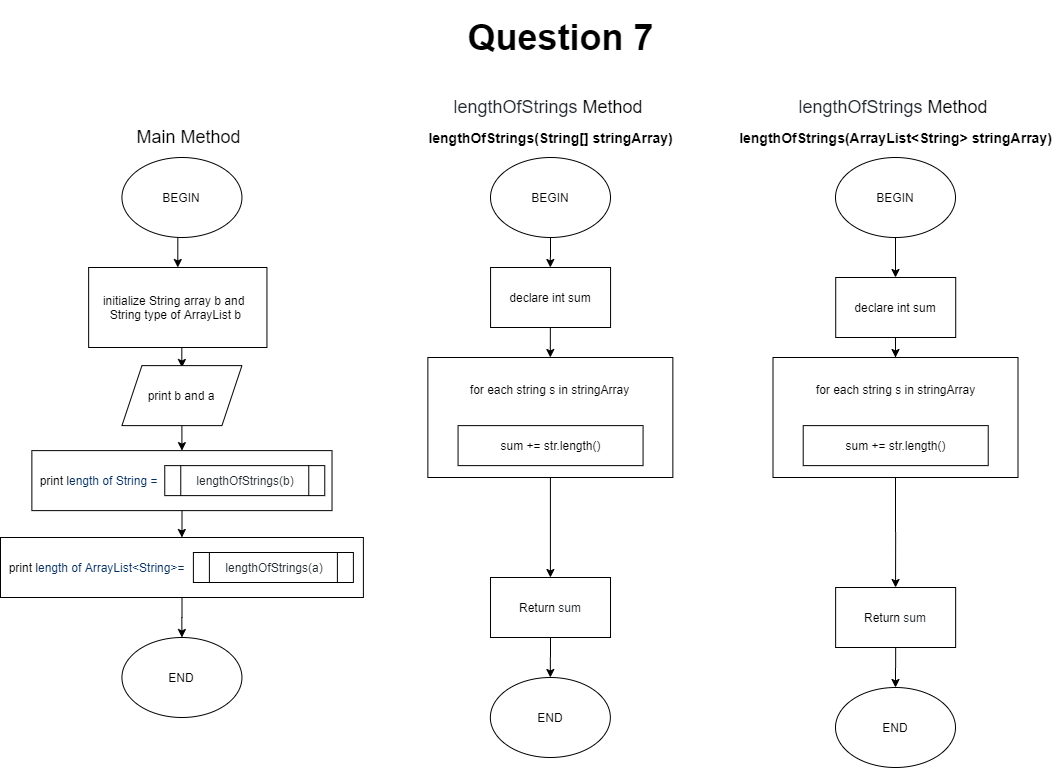 Question 7
Main Method
BEGIN
initialize String array b and
String type of ArrayList b
print b and a
print length of String =
lengthOfStrings(b)
print length of ArrayList<String>=
lengthOfStrings(a)
END
lengthOfStrings Method
lengthOfStrings(String[] stringArray)
BEGIN
declare int sum
for each string s in stringArray
sum += str.length()
Return sum
END
lengthOfStrings Method
lengthOfStrings(ArrayList<String> stringArray)
BEGIN
declare int sum
for each string s in stringArray
sum += str.length()
Return sum
END